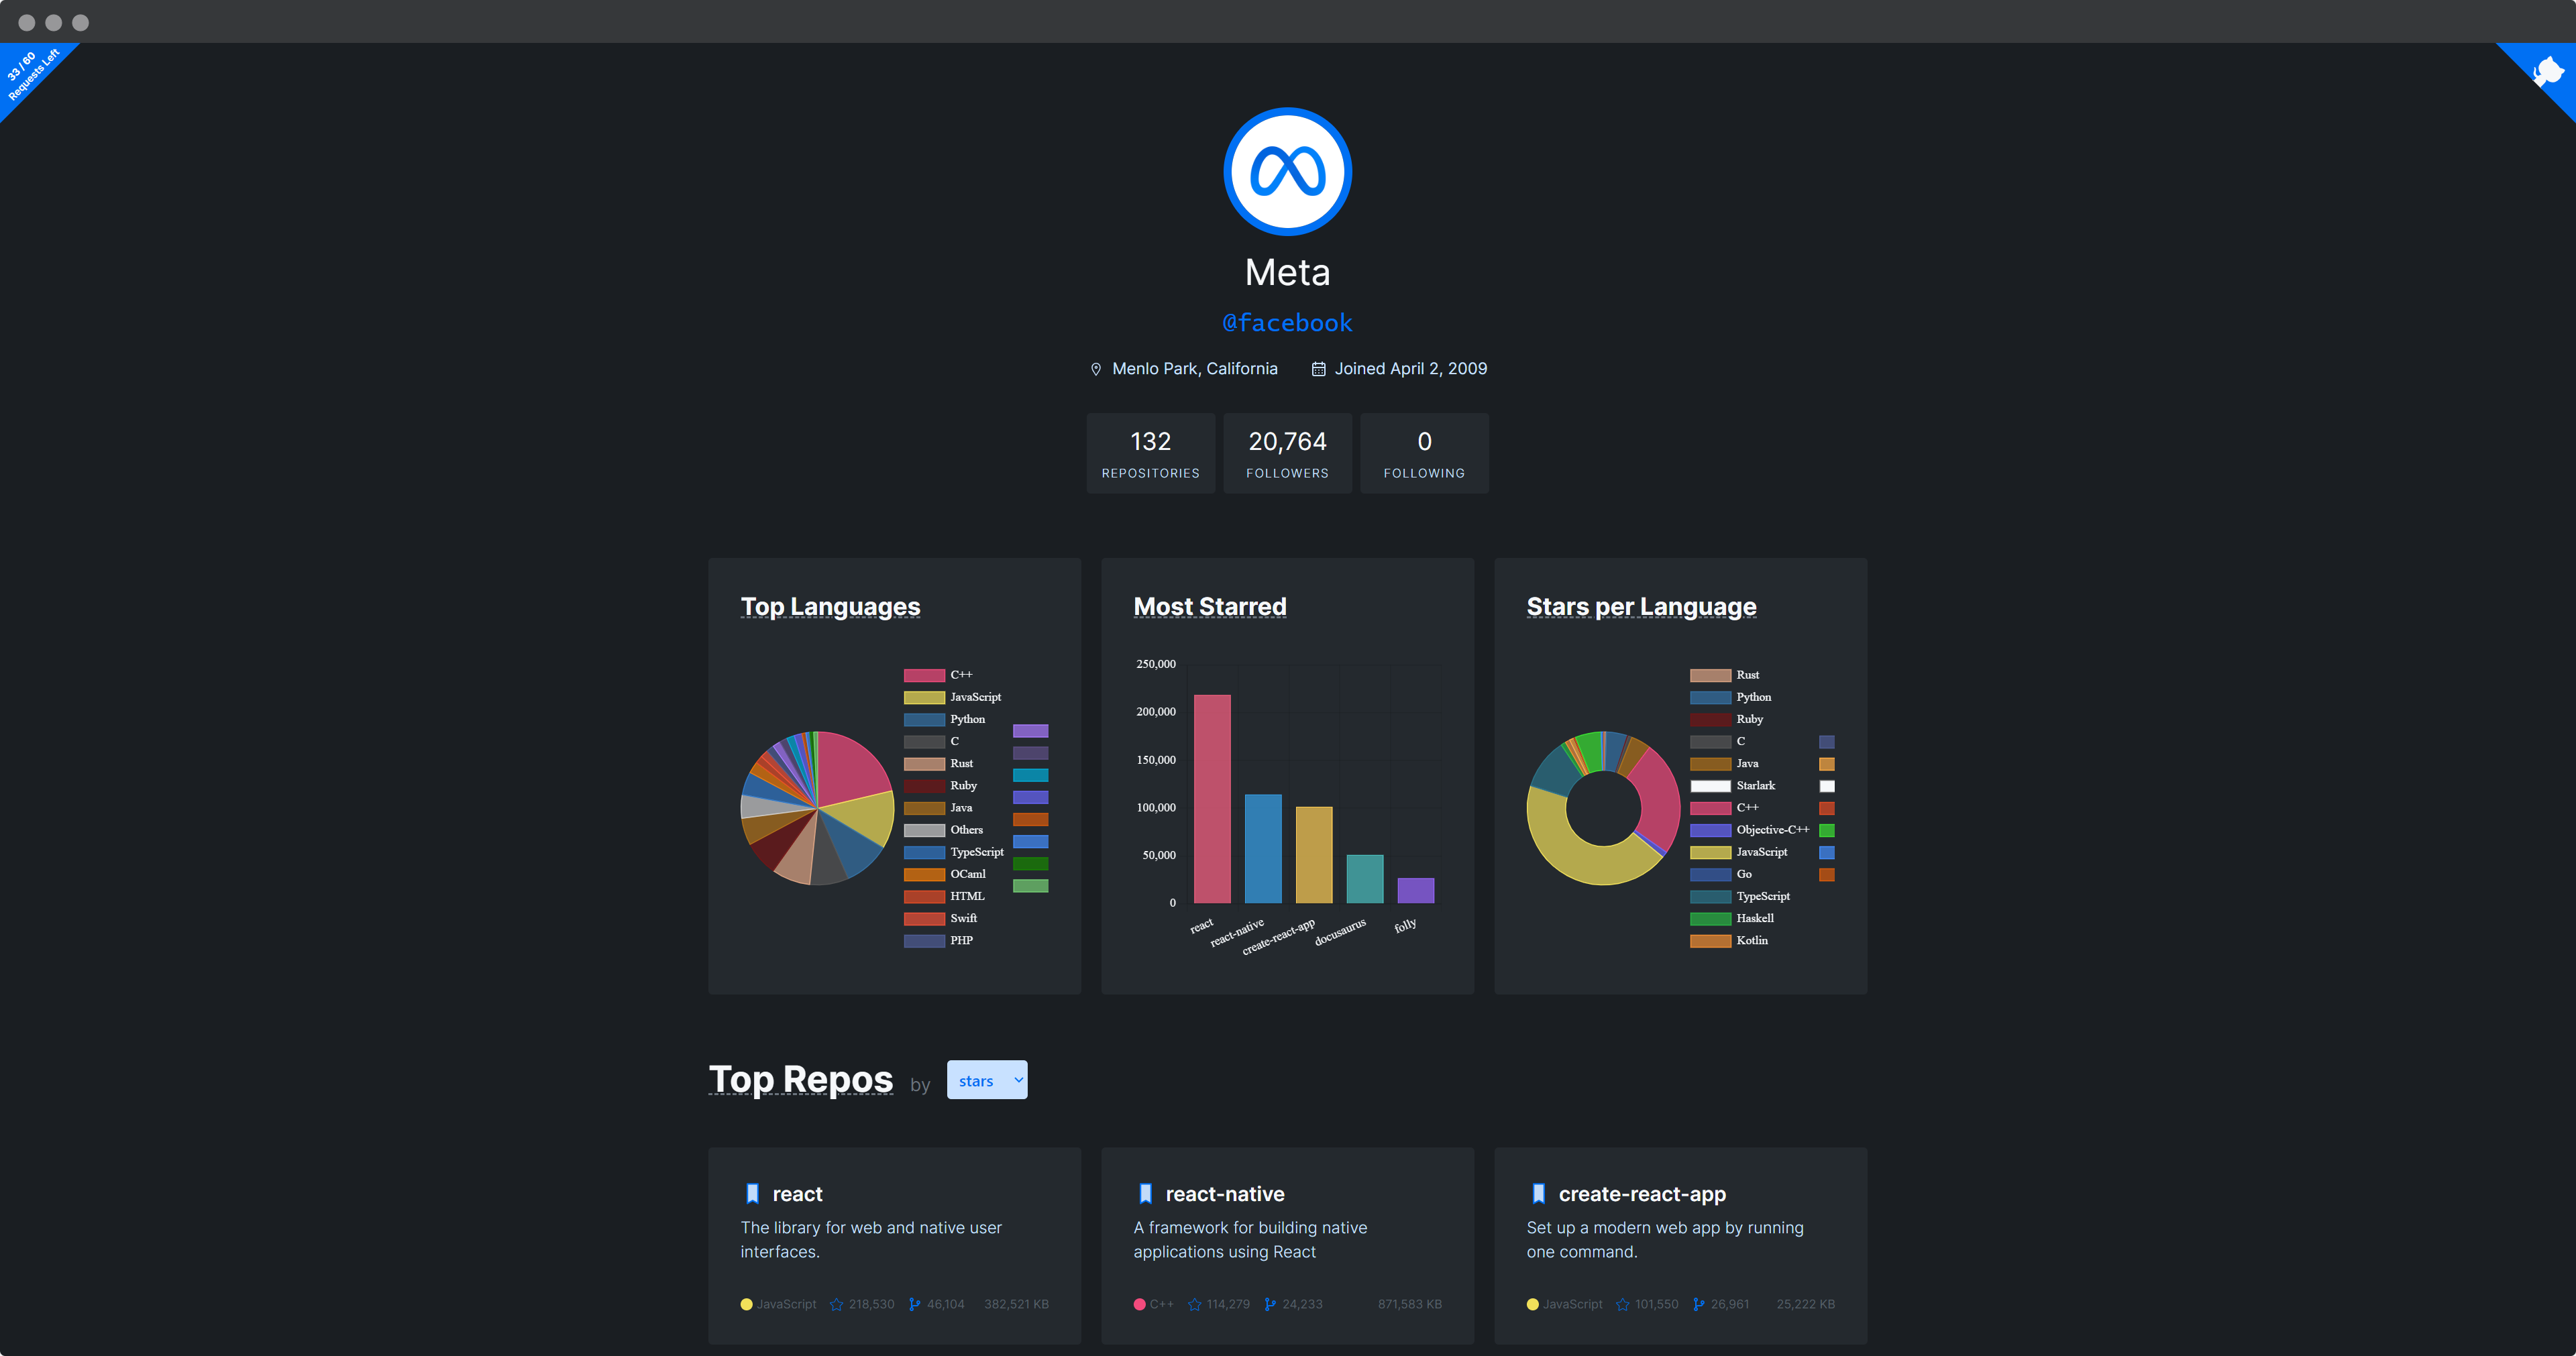 33 / 60
Requests Left
Meta
@facebook
Menlo Park, California
Joined April 2, 2009
132
REPOSITORIES
20,764
FOLLOWERS
0
FOLLOWING
Top Languages
C++
JavaScript
Python
C
Rust
Ruby
Java
Others
TypeScript
OCaml
HTML
Swift
PHP
Most Starred
250,000
200,000
150,000
100,000
50,000
0
react
react-native
create-react-app
docusaurus
folly
Stars per Language
Rust
Python
Ruby
C
Java
Starlark
C++
Objective-C++
JavaScript
Go
TypeScript
Haskell
Kotlin
Top Repos by stars
react
The library for web and native user
interfaces.
JavaScript 218,530 46,104 382,521 KB
react-native
A framework for building native
applications using React
C++ 114,279 24,233 871,583 KB
create-react-app
Set up a modern web app by running
one command.
JavaScript 101,550 26,961 25,222 KB